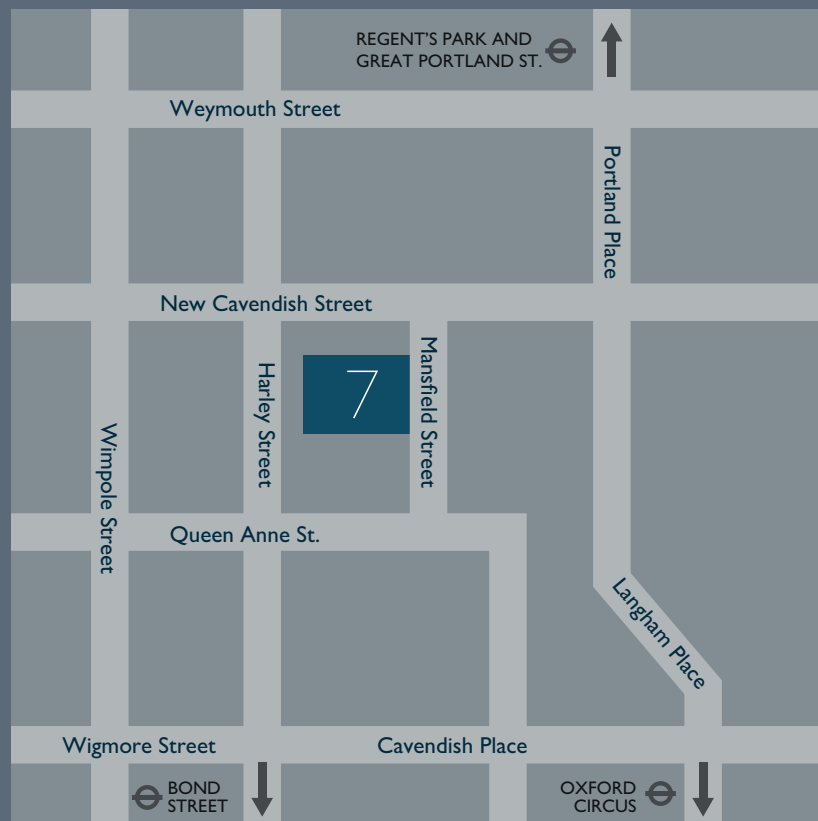 REGENT'S PARK AND
GREAT PORTLAND ST.
Weymouth Street
Portland Place
New Cavendish Street
Harley Street
7
Mansfield Street
Wimpole Street
Queen Anne St.
Langham Place
Wigmore Street
Cavendish Place
BOND
STREET
OXFORD
CIRCUS